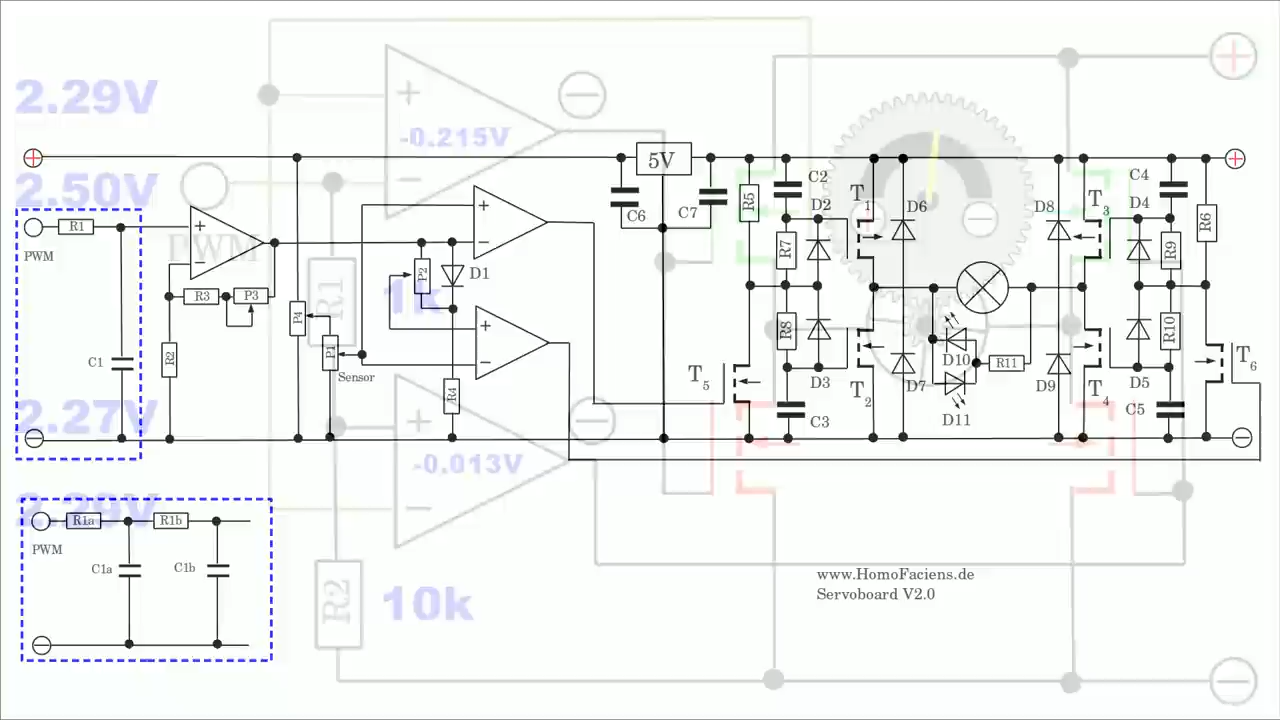 2.29V
-0.215V
5V
C2
C4
2.50V
R5
T1
T3
C6
C7
D2
D6
D8
D4
R6
R1
PWM
PWM
R7
R9
R1
P2
D1
1k
R3
P3
P4
R8
R10
T6
C1
R2
P1
Sensor
D10
R11
T5
D3
T2
D7
D9
T4
D5
R4
D11
C3
C5
2.27V
-0.013V
2.29V
R1a
R1b
PWM
C1a
C1b
www.HomoFaciens.de
Servoboard V2.0
R2
10k